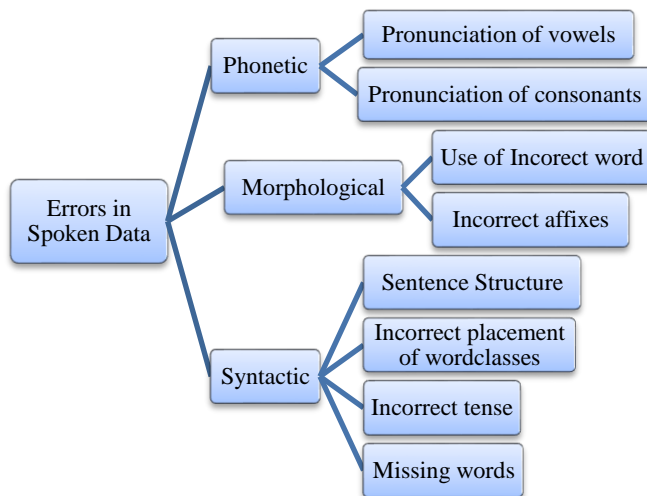 Errors in
Spoken Data
Phonetic
Pronunciation of vowels
Pronunciation of consonants
Morphological
Use of Incorect word
Incorrect affixes
Syntactic
Sentence Structure
Incorrect placement
of wordclasses
Incorrect tense
Missing words